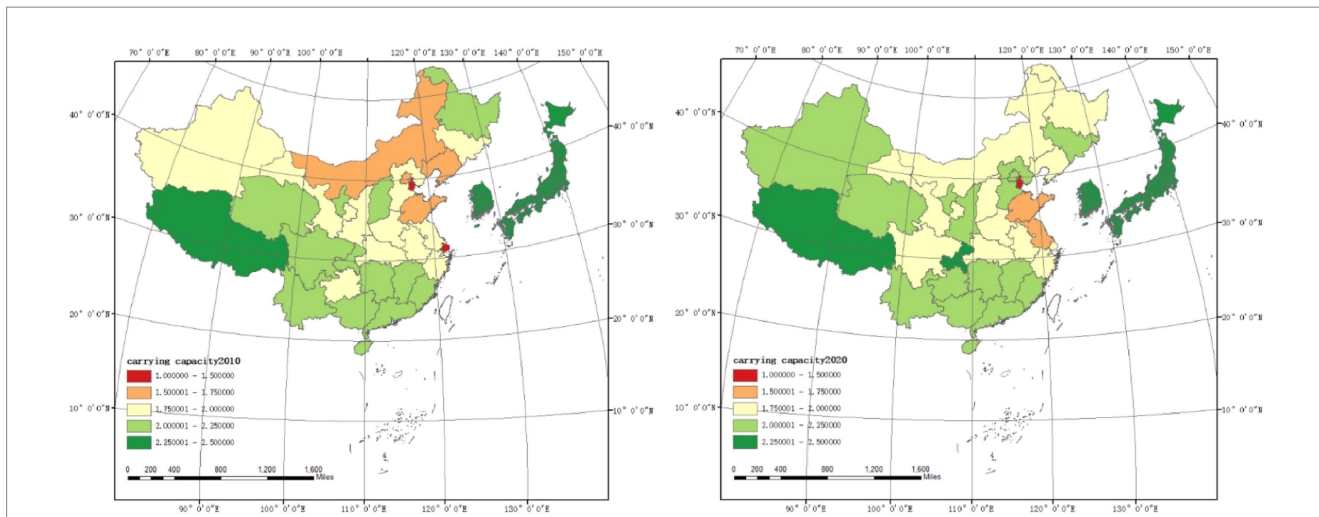 70° 0′0″E 80° 0′0″E 90° 0′0″E 100° 0′0″E 120° 0′0″E 130° 0′0″E 140° 0′0″E 150° 0′0″E
40° 0′0″N 40° 0′0″N
30° 0′0″N 30° 0′0″N
20° 0′0″N 20° 0′0″N
10° 0′0″N 10° 0′0″N
carrying capacity2010
1.000000 - 1.500000
1.500001 - 1.750000
1.750001 - 2.000000
2.000001 - 2.250000
2.250001 - 2.500000
0 200 400 800 1,200 1,600
Miles
90° 0′0″E 100° 0′0″E 110° 0′0″E 120° 0′0″E 130° 0′0″E
70° 0′0″E 80° 0′0″E 90° 0′0″E 100° 0′0″E 120° 0′0″E 130° 0′0″E 140° 0′0″E 150° 0′0″E
40° 0′0″N 40° 0′0″N
30° 0′0″N 30° 0′0″N
20° 0′0″N 20° 0′0″N
10° 0′0″N 10° 0′0″N
carrying capacity2020
1.000000 - 1.500000
1.500001 - 1.750000
1.750001 - 2.000000
2.000001 - 2.250000
2.250001 - 2.500000
0 200 400 800 1,200 1,600
Miles
90° 0′0″E 100° 0′0″E 110° 0′0″E 120° 0′0″E 130° 0′0″E